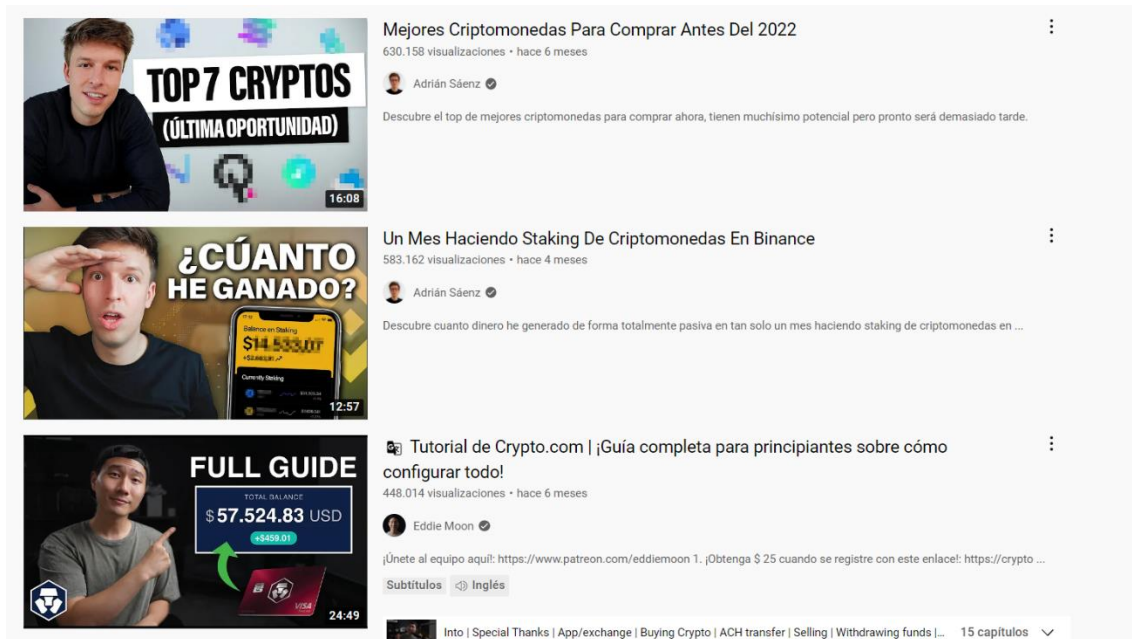 TOP 7 CRYPTOS
(ÚLTIMA OPORTUNIDAD)
16:08
Mejores Criptomonedas Para Comprar Antes Del 2022
630.158 visualizaciones • hace 6 meses
Adrián Sáenz
Descubre el top de mejores criptomonedas para comprar ahora, tienen muchísimo potencial pero pronto será demasiado tarde.
¿CÚANTO
HE GANADO?
Balance en Staking
Currently Staking
12:57
Un Mes Haciendo Staking De Criptomonedas En Binance
583.162 visualizaciones • hace 4 meses
Adrián Sáenz
Descubre cuanto dinero he generado de forma totalmente pasiva en tan solo un mes haciendo staking de criptomonedas en ...
FULL GUIDE
TOTAL BALANCE
$57.524.83 USD
+$459.01
VISA
24:49
Tutorial de Crypto.com | ¡Guía completa para principiantes sobre cómo
configurar todo!
448.014 visualizaciones • hace 6 meses
Eddie Moon
¡Únete al equipo aquí!: https://www.patreon.com/eddiemoon 1. ¡Obtenga $ 25 cuando se registre con este enlace!: https://crypto ...
Subtítulos Inglés
Into | Special Thanks | App/exchange | Buying Crypto | ACH transfer | Selling | Withdrawing funds |... 15 capítulos